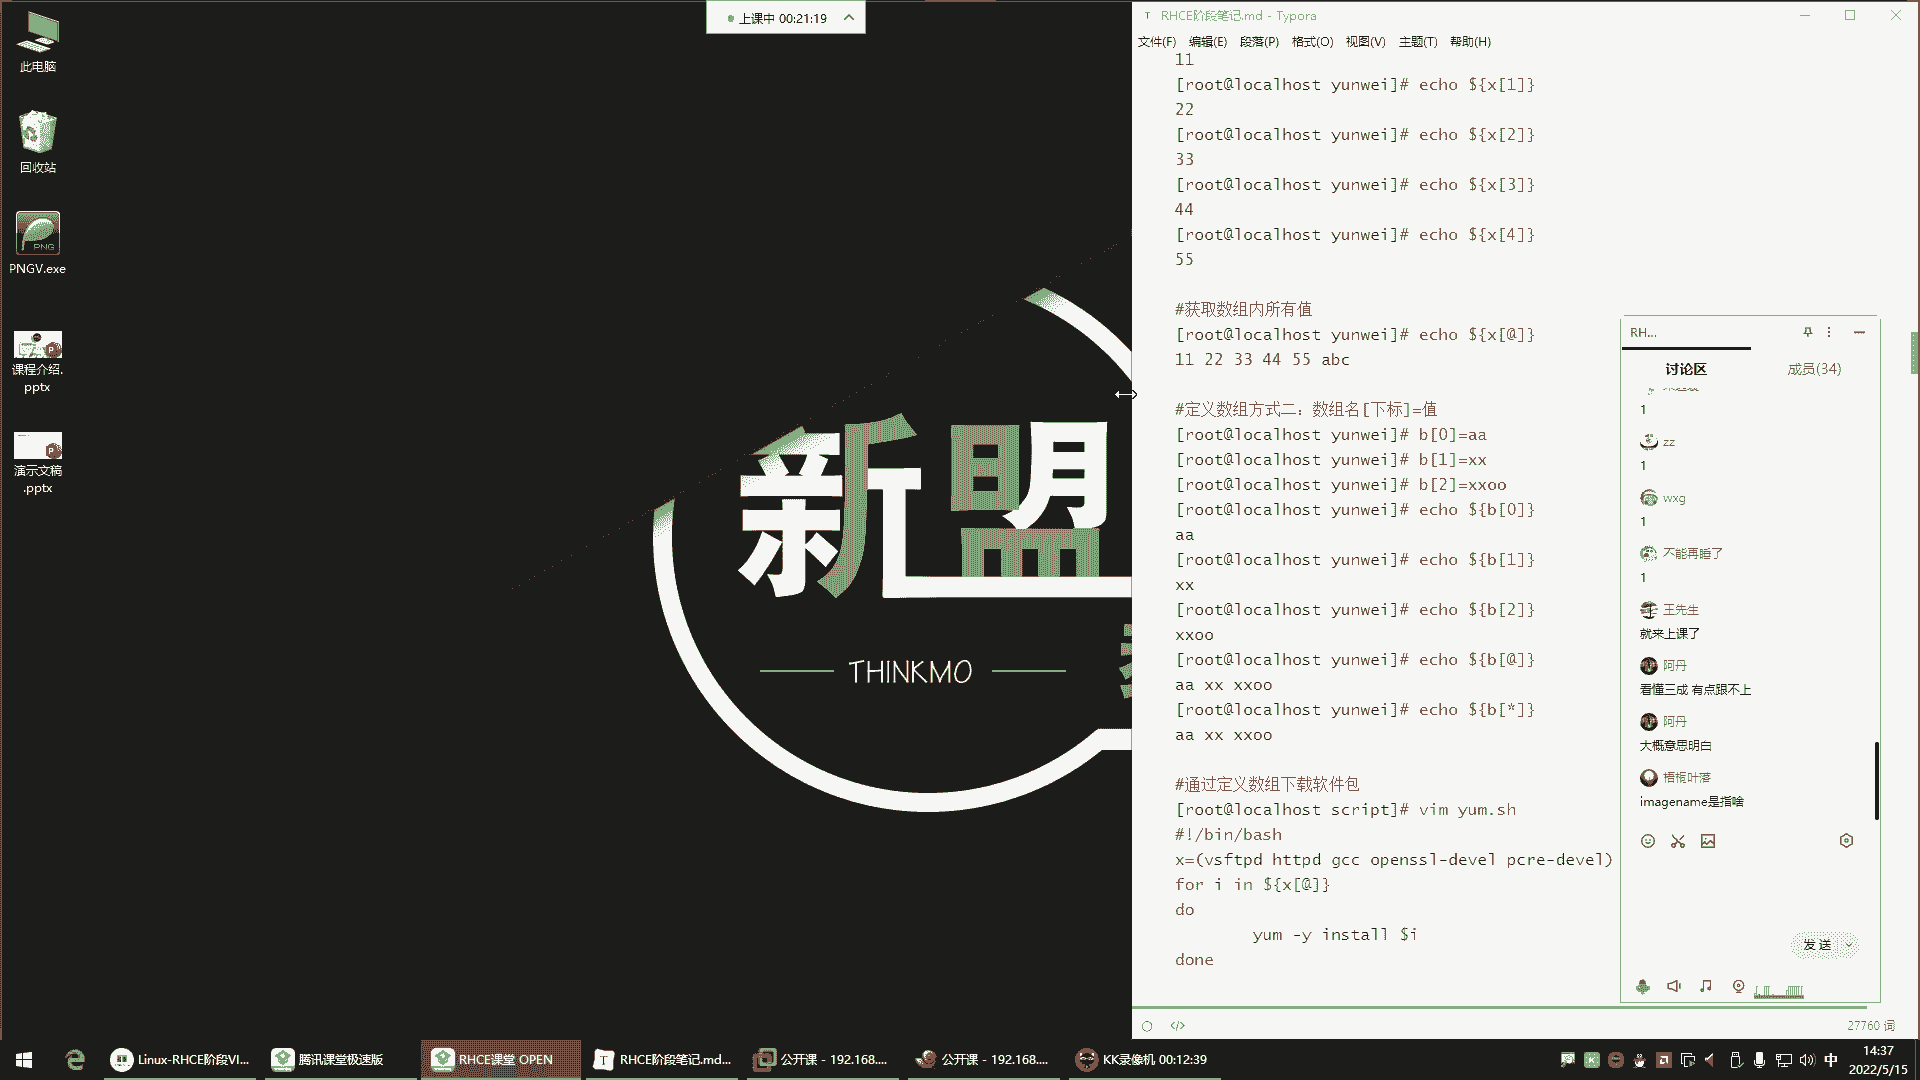 上课中 00:21:19
此电脑
回收站
PNG
PNGV.exe
课程介绍.
pptx
演示文稿
.pptx
新盟
THINKMO
RHCE阶段笔记.md - Typora
文件(F) 编辑(E) 段落(P) 格式(O) 视图(V) 主题(T) 帮助(H)
11
[root@localhost yunwei]# echo ${x[1]}
22
[root@localhost yunwei]# echo ${x[2]}
33
[root@localhost yunwei]# echo ${x[3]}
44
[root@localhost yunwei]# echo ${x[4]}
55
#获取数组内所有值
[root@localhost yunwei]# echo ${x[@]}
11 22 33 44 55 abc
#定义数组方式二：数组名[下标]=值
[root@localhost yunwei]# b[0]=aa
[root@localhost yunwei]# b[1]=xx
[root@localhost yunwei]# b[2]=xxoo
[root@localhost yunwei]# echo ${b[0]}
aa
[root@localhost yunwei]# echo ${b[1]}
xx
[root@localhost yunwei]# echo ${b[2]}
xxoo
[root@localhost yunwei]# echo ${b[@]}
aa xx xxoo
[root@localhost yunwei]# echo ${b[*]}
aa xx xxoo
#通过定义数组下载软件包
[root@localhost script]# vim yum.sh
#!/bin/bash
x=(vsftpd httpd gcc openssl-devel pcre-devel)
for i in ${x[@]}
do
yum -y install $i
done
27760 词
RH...
讨论区 成员(34)
1
zz
1
wxg
1
不能再睡了
1
王先生
就来上课了
阿丹
看懂三成 有点跟不上
阿丹
大概意思明白
梧桐叶落
imagename是指啥
发送
Linux-RHCE阶段VI...
腾讯课堂极速版
RHCE课堂 OPEN
RHCE阶段笔记.md...
公开课 - 192.168....
公开课 - 192.168....
KK录像机 00:12:39
中
14:37
2022/5/15